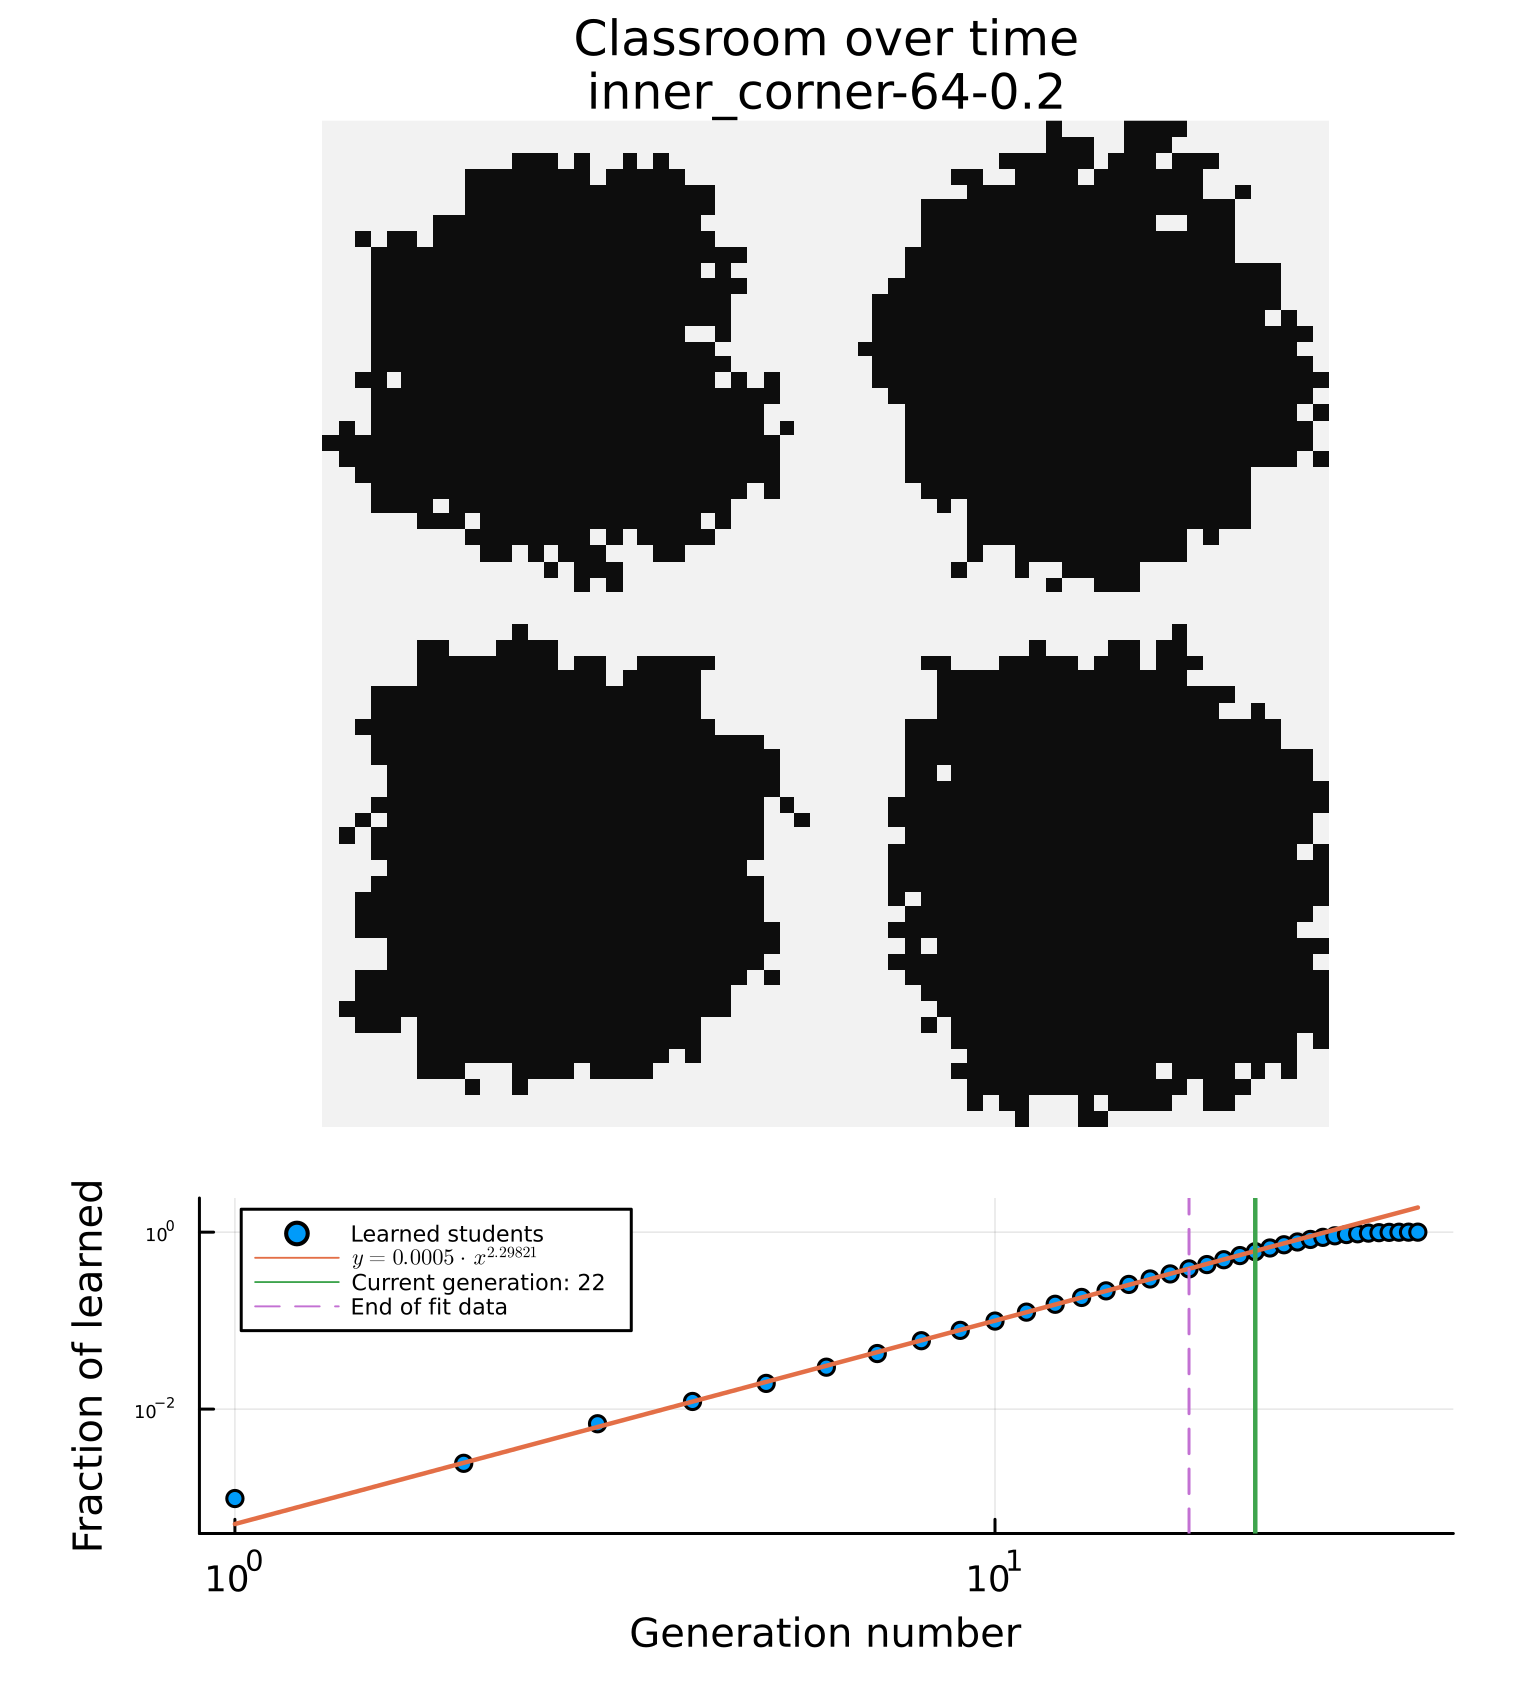 Classroom over time
inner_corner-64-0.2
Fraction of learned
10^0
10^-2
Learned students
y = 0.0005 · x^2.29821
Current generation: 22
End of fit data
10^0
10^1
Generation number